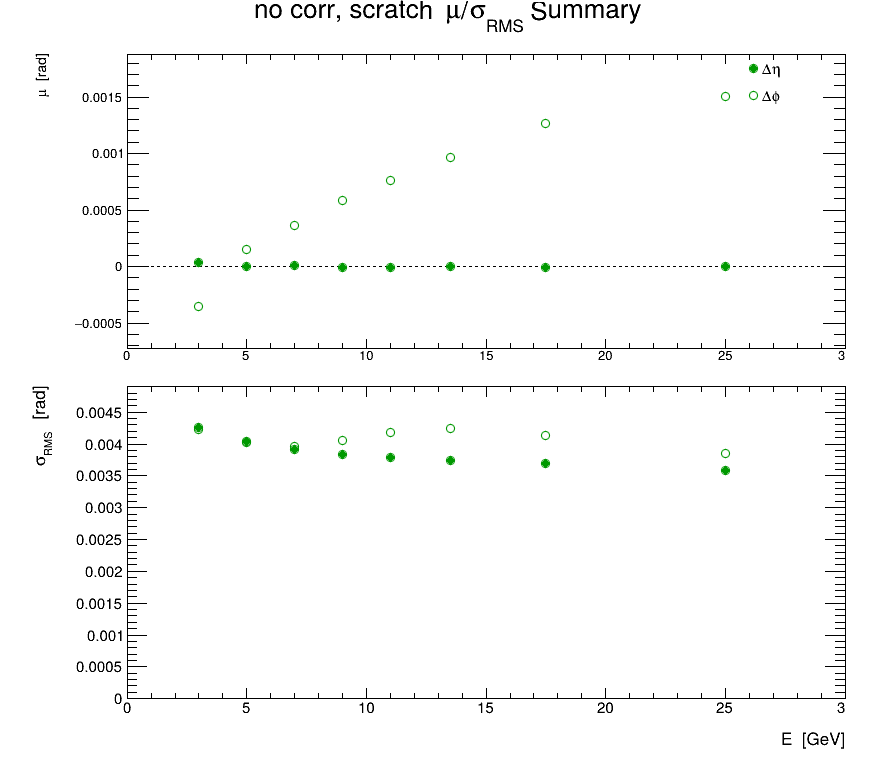 no corr, scratch μ/σRMS Summary
μ [rad]
Δη
Δϕ
0.0015
0.001
0.0005
0
−0.0005
0 5 10 15 20 25 3
σRMS [rad]
0.0045
0.004
0.0035
0.003
0.0025
0.002
0.0015
0.001
0.0005
0
0 5 10 15 20 25 3
E [GeV]